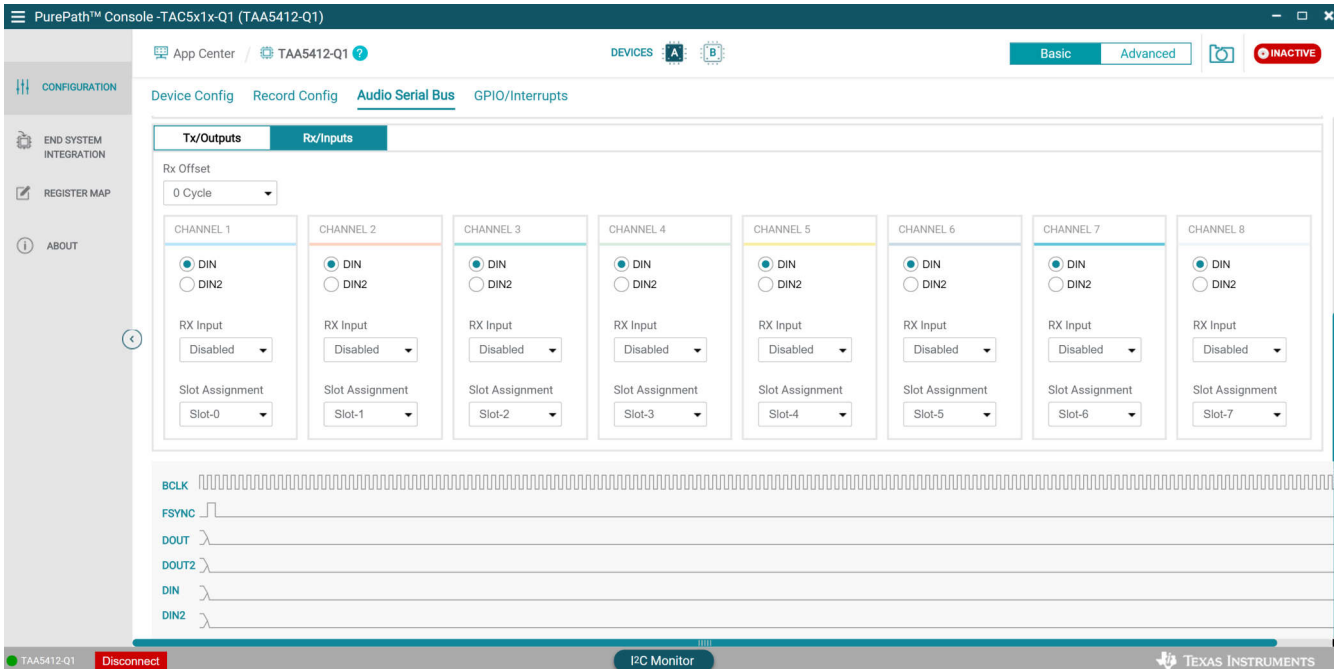 PurePath™ Console -TAC5x1x-Q1 (TAA5412-Q1)
App Center / TAA5412-Q1 ?
DEVICES A B
Basic Advanced
INACTIVE
CONFIGURATION
END SYSTEM
INTEGRATION
REGISTER MAP
ABOUT
Device Config Record Config Audio Serial Bus GPIO/Interrupts
Tx/Outputs Rx/Inputs
Rx Offset
0 Cycle
CHANNEL 1 CHANNEL 2 CHANNEL 3 CHANNEL 4 CHANNEL 5 CHANNEL 6 CHANNEL 7 CHANNEL 8
DIN DIN DIN DIN DIN DIN DIN DIN
DIN2 DIN2 DIN2 DIN2 DIN2 DIN2 DIN2 DIN2
RX Input RX Input RX Input RX Input RX Input RX Input RX Input RX Input
Disabled Disabled Disabled Disabled Disabled Disabled Disabled Disabled
Slot Assignment Slot Assignment Slot Assignment Slot Assignment Slot Assignment Slot Assignment Slot Assignment Slot Assignment
Slot-0 Slot-1 Slot-2 Slot-3 Slot-4 Slot-5 Slot-6 Slot-7
BCLK
FSYNC
DOUT
DOUT2
DIN
DIN2
TAA5412-Q1 Disconnect I²C Monitor TEXAS INSTRUMENTS